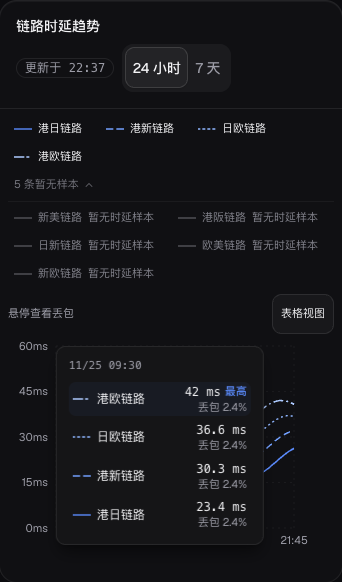 链路时延趋势
更新于 22:37 24 小时 7 天
港日链路 港新链路 日欧链路
港欧链路
5 条暂无样本
新美链路 暂无时延样本 港阪链路 暂无时延样本
日新链路 暂无时延样本 欧美链路 暂无时延样本
新欧链路 暂无时延样本
悬停查看丢包 表格视图
60ms
11/25 09:30
45ms
港欧链路 42 ms 最高
丢包 2.4%
30ms
日欧链路 36.6 ms
丢包 2.4%
15ms
港新链路 30.3 ms
丢包 2.4%
0ms
港日链路 23.4 ms
丢包 2.4%
21:45